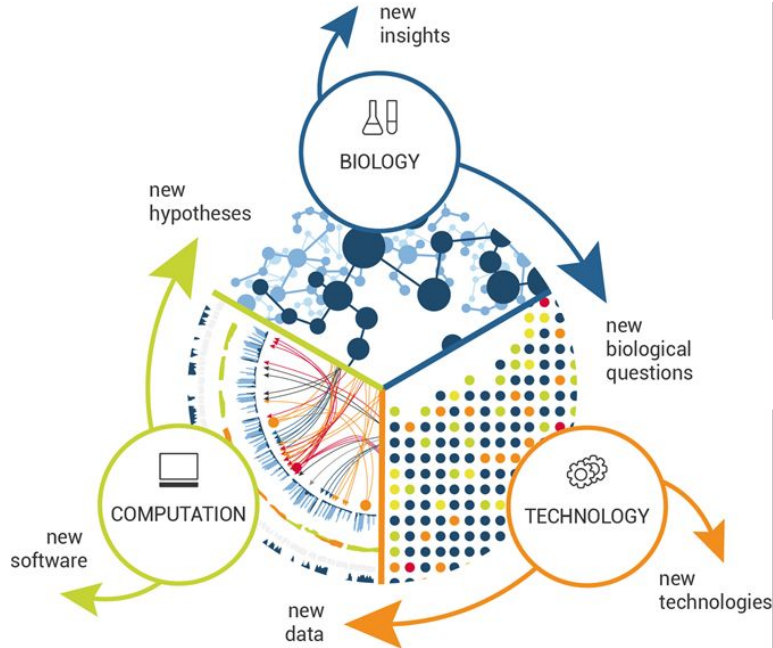 new
insights
BIOLOGY
new
hypotheses
new
biological
questions
COMPUTATION
TECHNOLOGY
new
software
new
technologies
new
data